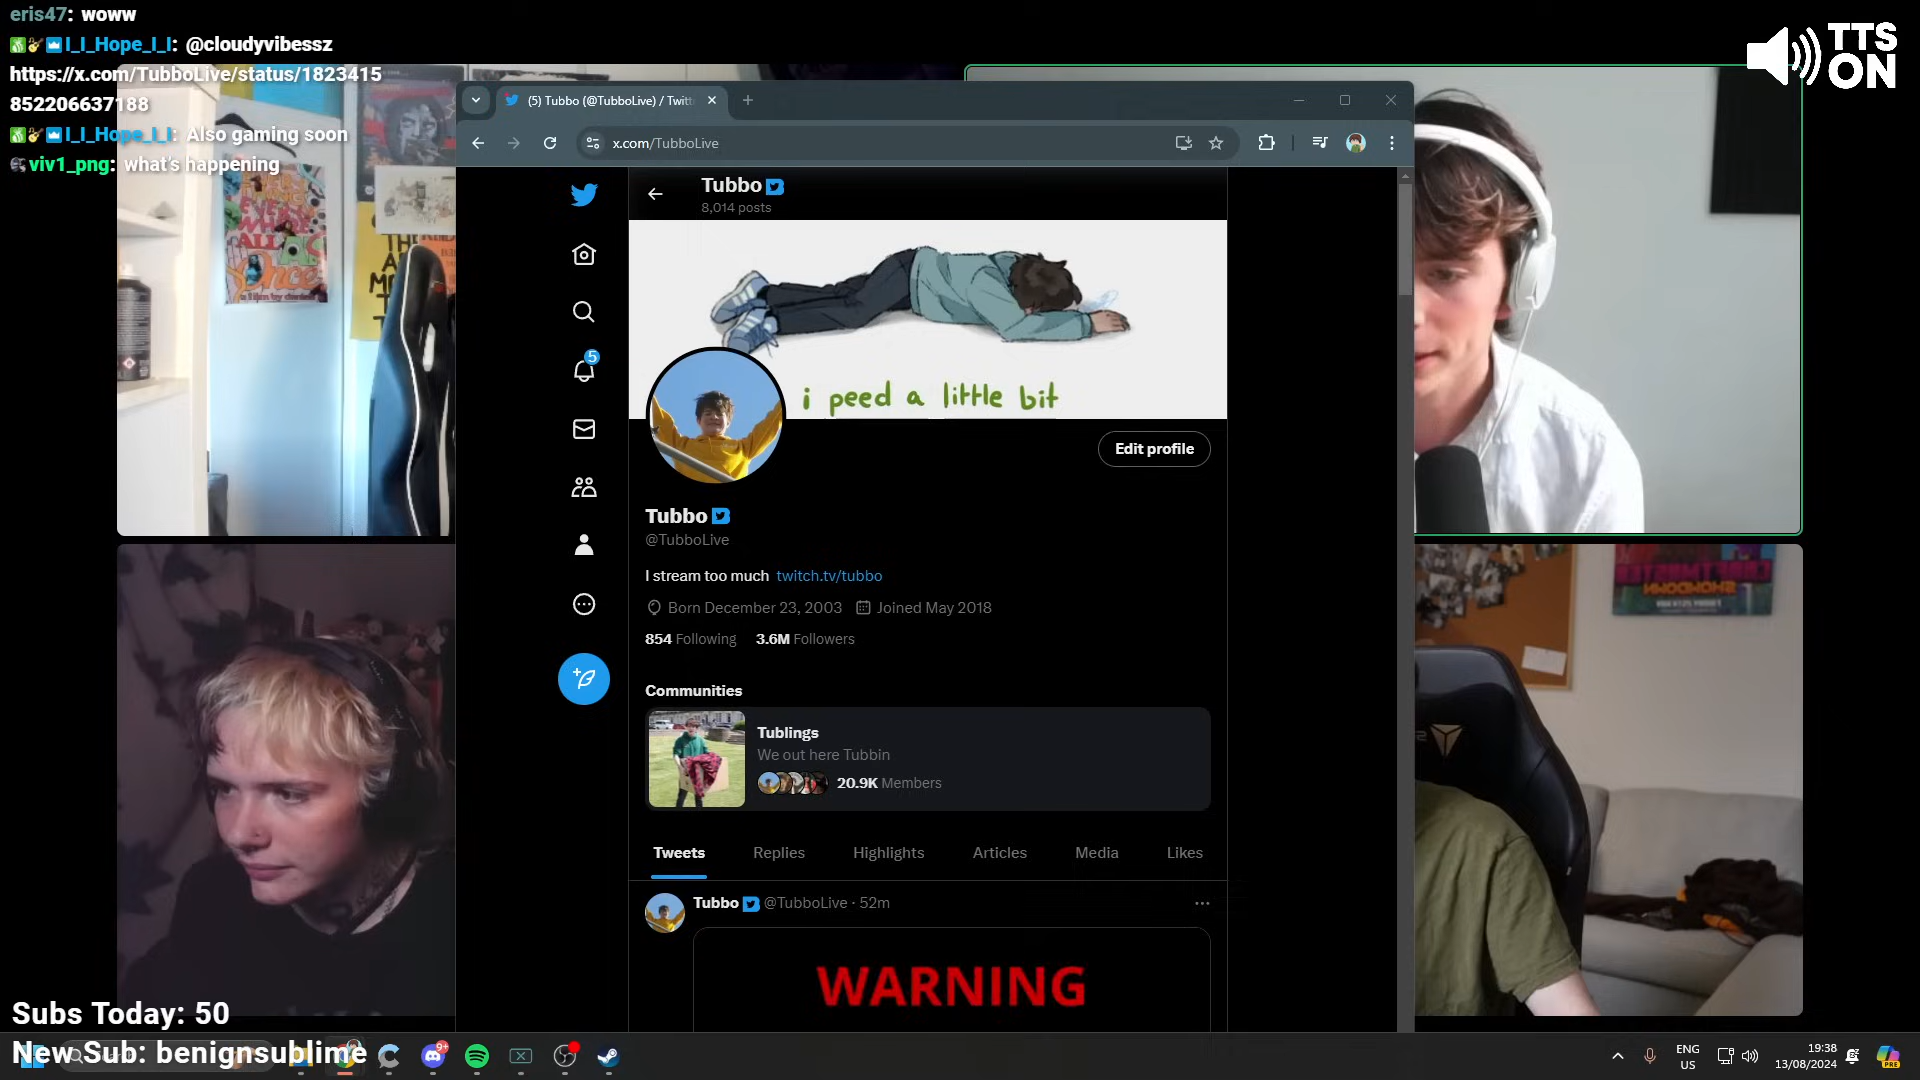 eris47: woww
I_I_Hope_I_I: @cloudyvibessz
https://x.com/TubboLive/status/1823415
852206637188
I_I_Hope_I_I: Also gaming soon
viv1_png: what's happening
TTS
ON
(5) Tubbo (@TubboLive) / Twitt
x.com/TubboLive
Tubbo
8,014 posts
i peed a little bit
5
Edit profile
Tubbo
@TubboLive
I stream too much twitch.tv/tubbo
Born December 23, 2003 Joined May 2018
854 Following 3.6M Followers
Communities
Tublings
We out here Tubbin
20.9K Members
Tweets Replies Highlights Articles Media Likes
Tubbo @TubboLive · 52m
WARNING
Subs Today: 50
New Sub: benignsublime
9+
ENG
US
19:38
13/08/2024
PRE